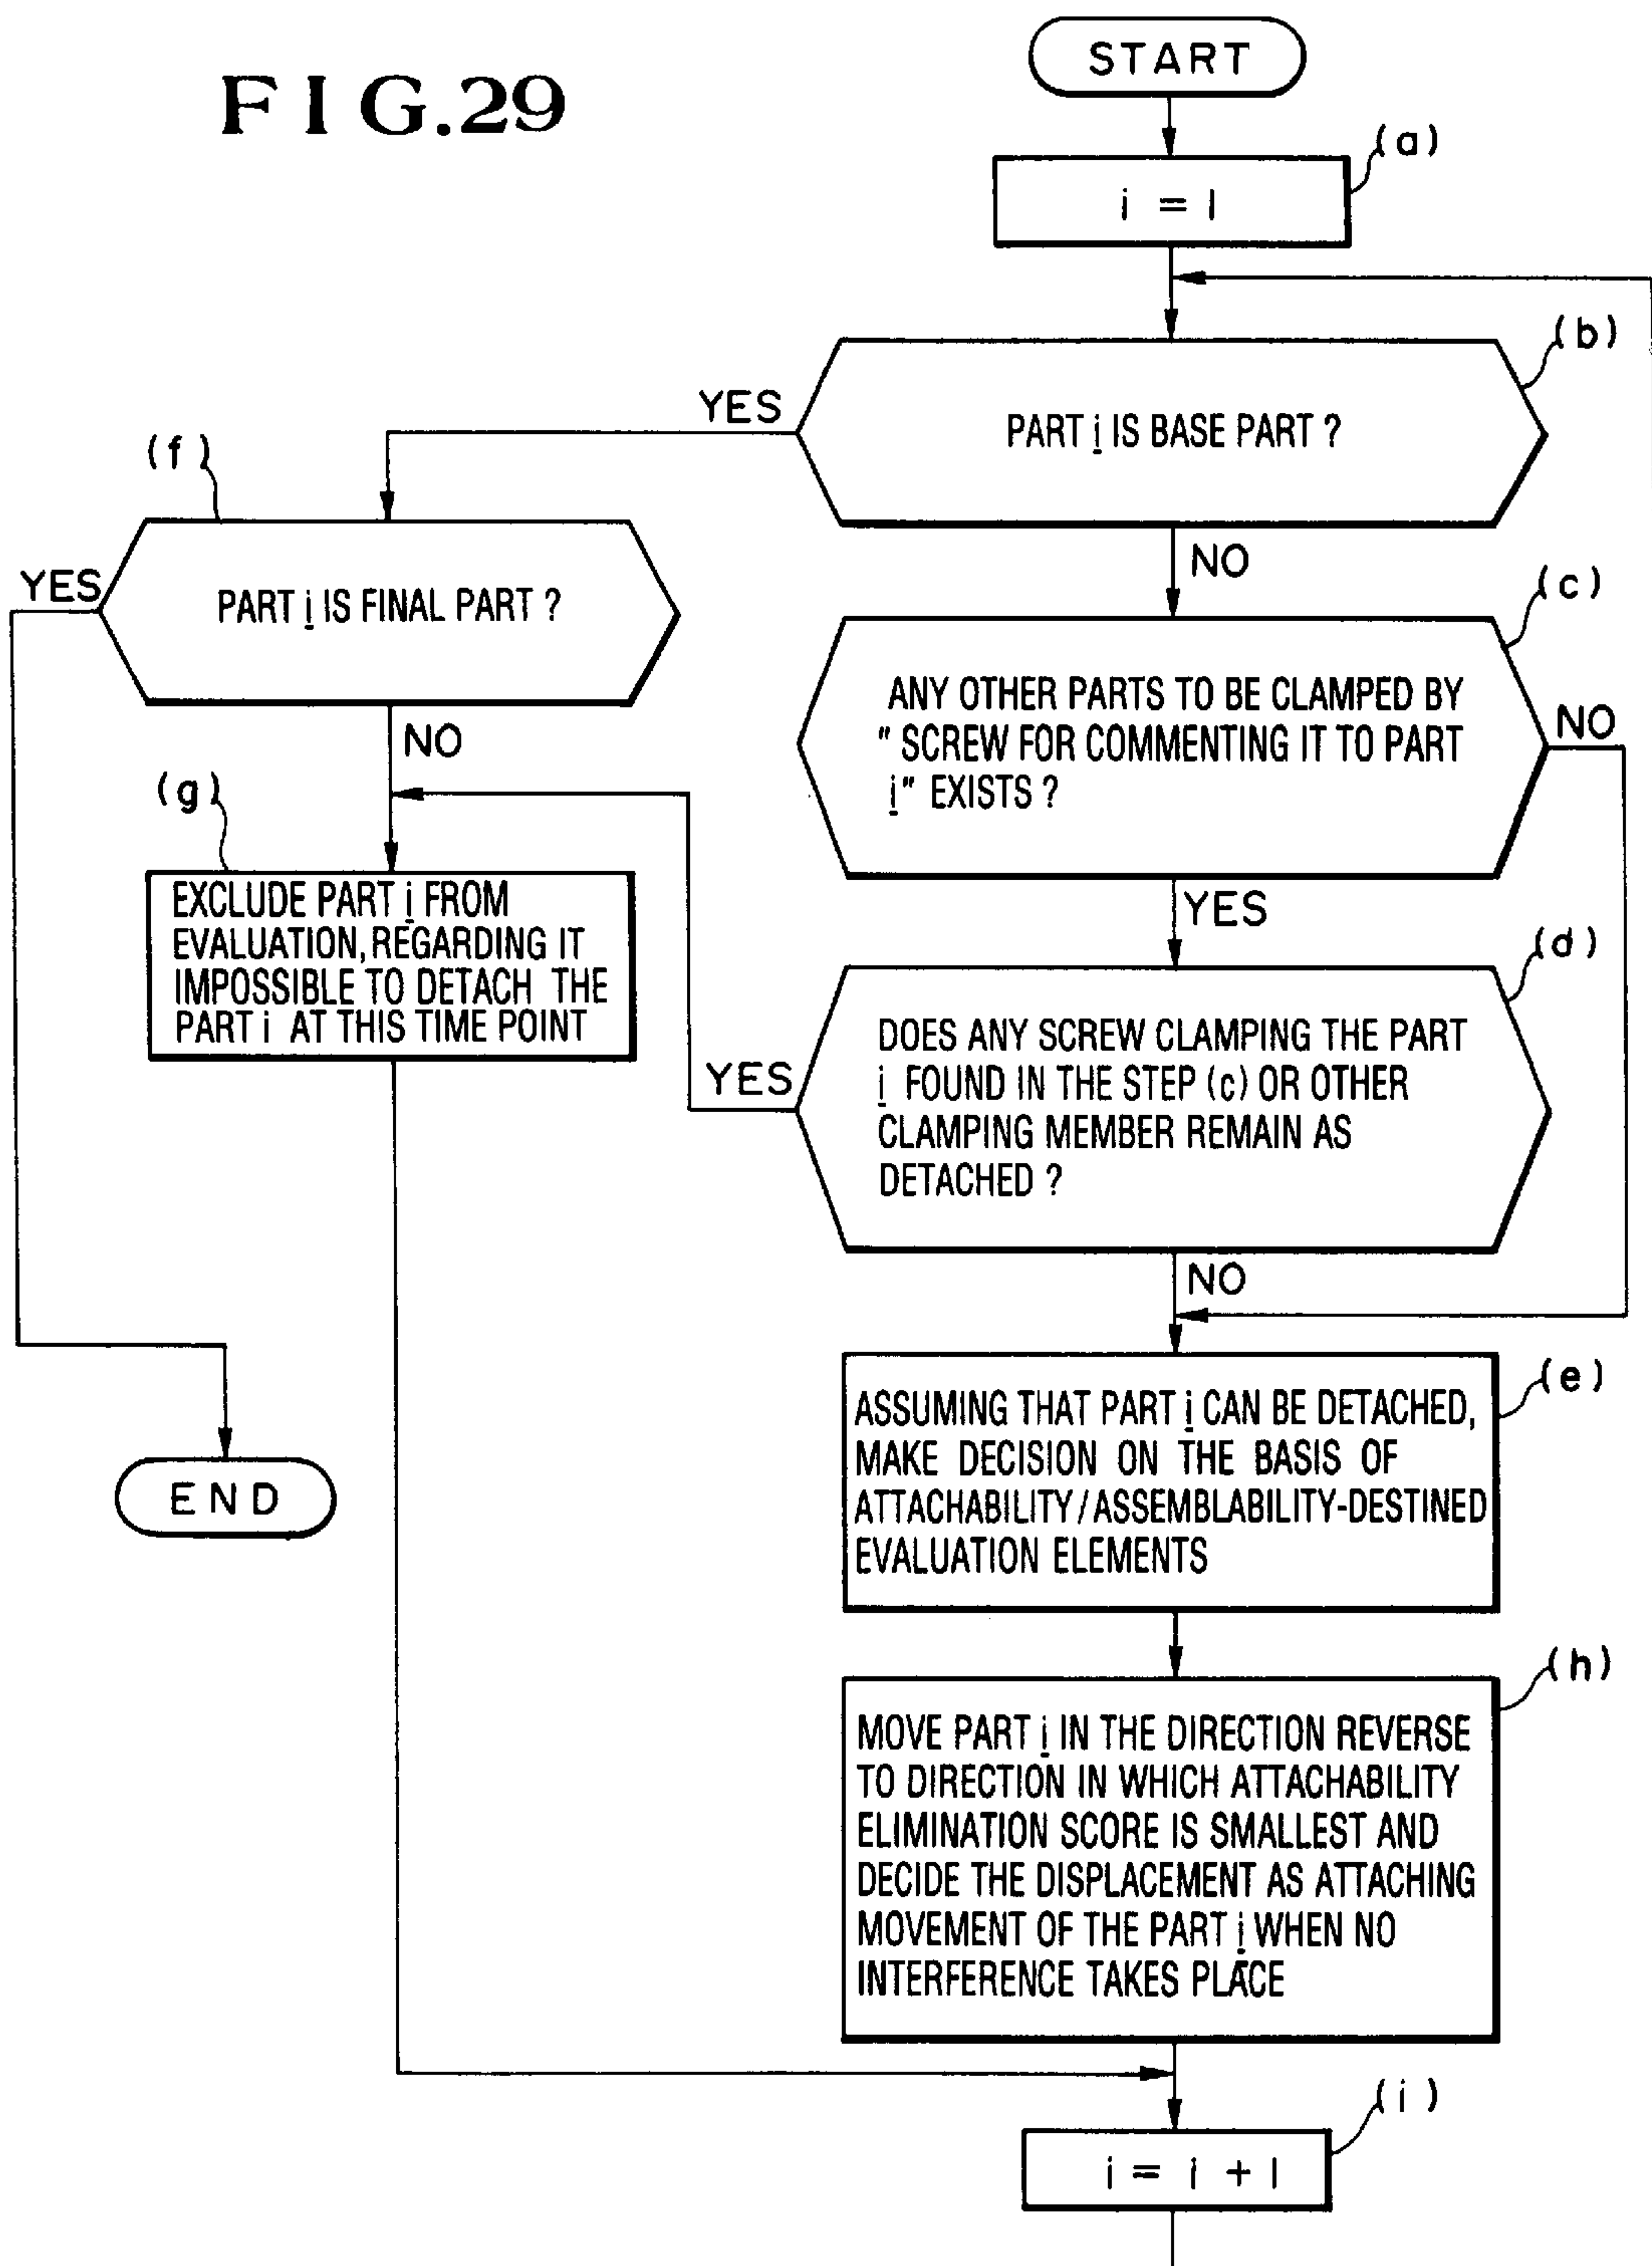 FIG.29
START
(a)
i = 1
(b)
PART i IS BASE PART ?
YES
NO
(f)
PART i IS FINAL PART ?
YES
NO
(c)
ANY OTHER PARTS TO BE CLAMPED BY
" SCREW FOR COMMENTING IT TO PART
i" EXISTS ?
NO
YES
(g)
EXCLUDE PART i FROM
EVALUATION, REGARDING IT
IMPOSSIBLE TO DETACH THE
PART i AT THIS TIME POINT
(d)
DOES ANY SCREW CLAMPING THE PART
i FOUND IN THE STEP (c) OR OTHER
CLAMPING MEMBER REMAIN AS
DETACHED ?
YES
NO
END
(e)
ASSUMING THAT PART i CAN BE DETACHED,
MAKE DECISION ON THE BASIS OF
ATTACHABILITY/ASSEMBLABILITY-DESTINED
EVALUATION ELEMENTS
(h)
MOVE PART i IN THE DIRECTION REVERSE
TO DIRECTION IN WHICH ATTACHABILITY
ELIMINATION SCORE IS SMALLEST AND
DECIDE THE DISPLACEMENT AS ATTACHING
MOVEMENT OF THE PART i WHEN NO
INTERFERENCE TAKES PLACE
(i)
i = i + 1